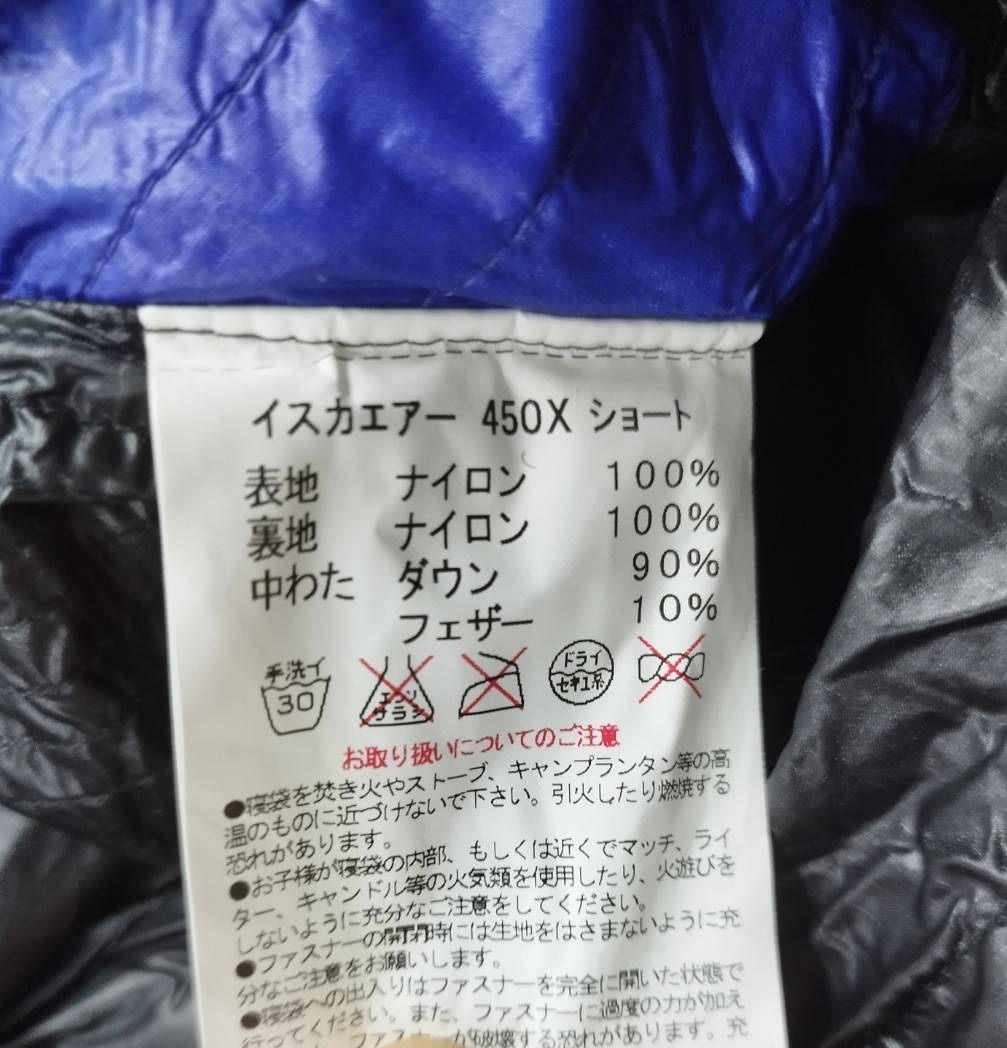 イスカエアー 450X ショート
表地 ナイロン 100%
裏地 ナイロン 100%
中わた ダウン 90%
フェザー 10%
手洗イ 30 エンソ サラシ ドライ セキユ系
お取り扱いについてのご注意
●寝袋を焚き火やストーブ、キャンプランタン等の高
温のものに近づけないで下さい。引火したり燃焼する
恐れがあります。
●お子様が寝袋の内部、もしくは近くでマッチ、ライ
ター、キャンドル等の火気類を使用したり、火遊びを
しないように充分なご注意をしてください。
●ファスナーの開閉時には生地をはさまないように充
分なご注意をお願いします。
●寝袋への出入りはファスナーを完全に開いた状態で
行ってください。また、ファスナーに過度の力が加え
ファスナーが破壊する恐れがあります。充